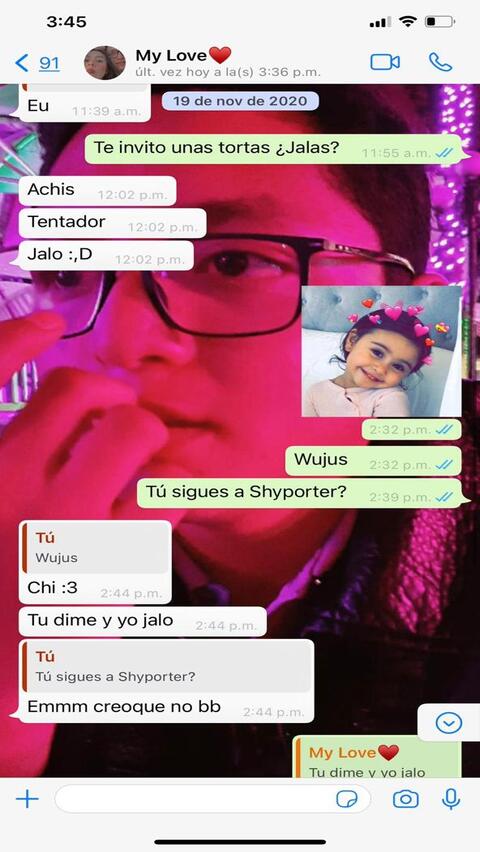 3:45
91
My Love❤️
últ. vez hoy a la(s) 3:36 p.m.
Eu 11:39 a.m.
19 de nov de 2020
Te invito unas tortas ¿Jalas? 11:55 a.m.
Achis 12:02 p.m.
Tentador 12:02 p.m.
Jalo :,D 12:02 p.m.
2:32 p.m.
Wujus 2:32 p.m.
Tú sigues a Shyporter? 2:39 p.m.
Tú
Wujus
Chi :3 2:44 p.m.
Tu dime y yo jalo 2:44 p.m.
Tú
Tú sigues a Shyporter?
Emmm creoque no bb 2:44 p.m.
My Love❤️
Tu dime y yo jalo